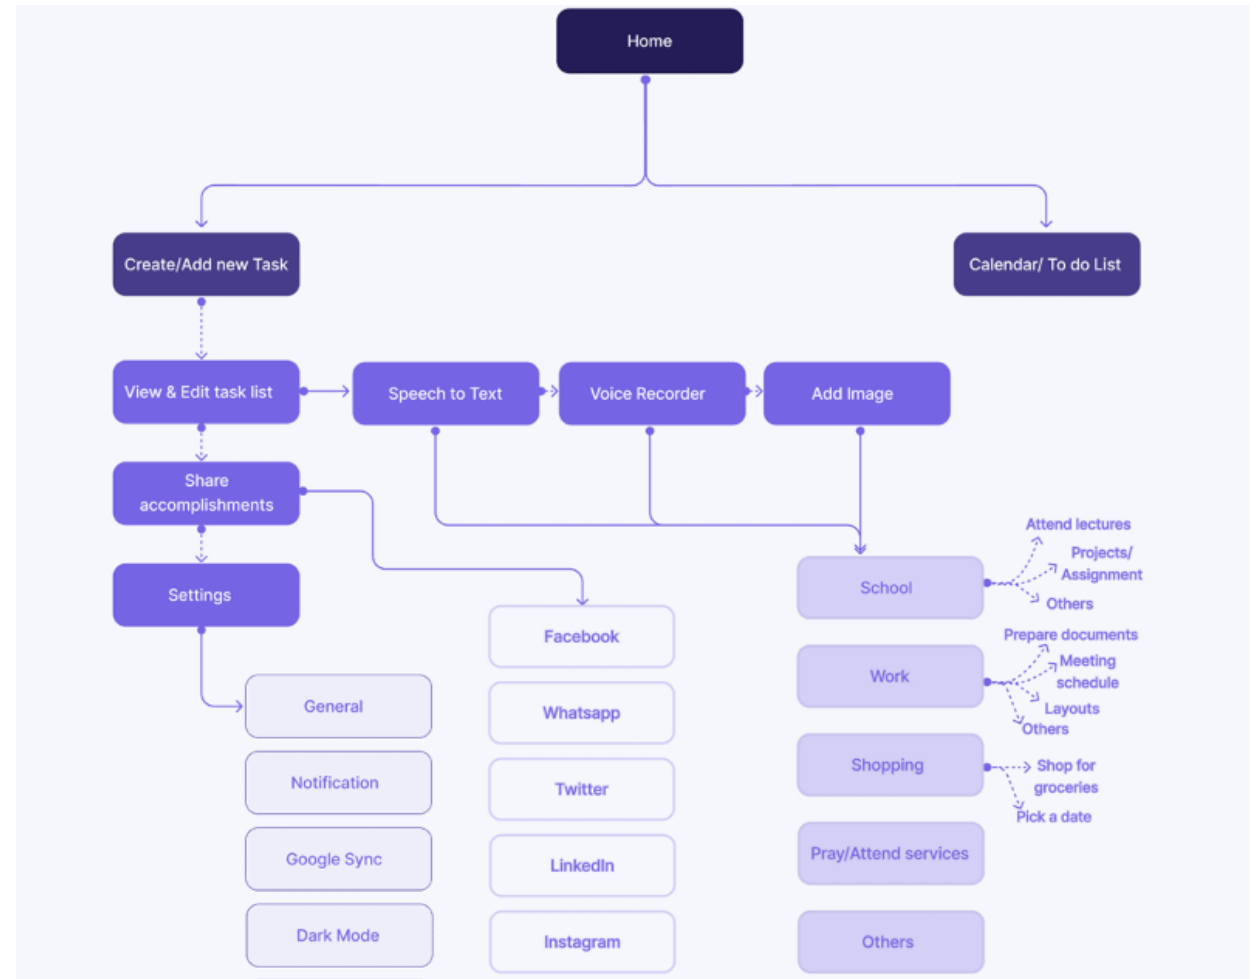 Home
Create/Add new Task
Calendar/ To do List
View & Edit task list
Speech to Text
Voice Recorder
Add Image
Share
accomplishments
Settings
General
Notification
Google Sync
Dark Mode
Facebook
Whatsapp
Twitter
LinkedIn
Instagram
School
Attend lectures
Projects/
Assignment
Others
Work
Prepare documents
Meeting
schedule
Layouts
Others
Shopping
Shop for
groceries
Pick a date
Pray/Attend services
Others